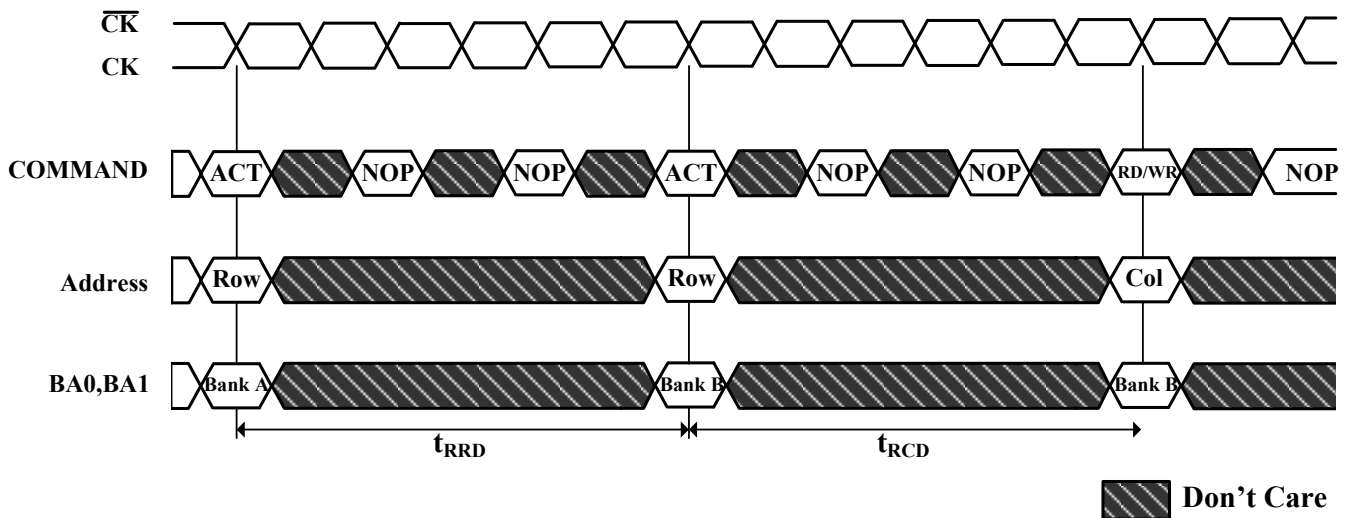 C̅K̅
CK
COMMAND ACT NOP NOP ACT NOP NOP RD/WR NOP
Address Row Row Col
BA0,BA1 Bank A Bank B Bank B
tRRD tRCD
Don’t Care